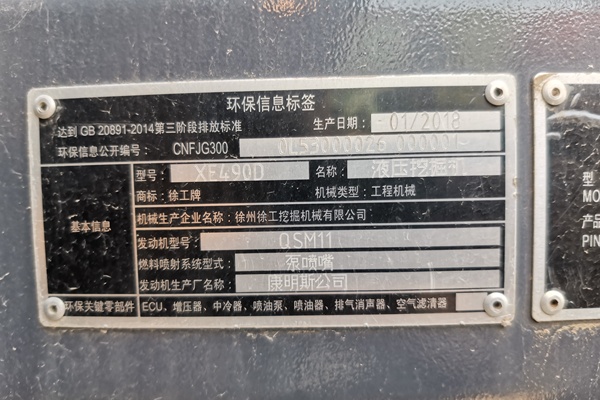 环保信息标签
达到 GB 20891-2014第三阶段排放标准 生产日期： 01/2018
环保信息公开编号： CNFJG300
基本信息
型号： XE490D 名称： 液压挖掘机
商标：徐工牌 机械类型：工程机械
机械生产企业名称：徐州徐工挖掘机械有限公司
发动机型号： QSM11
燃料喷射系统型式： 泵喷嘴
发动机生产厂名称： 康明斯公司
环保关键零部件 ECU、增压器、中冷器、喷油泵、喷油器、排气消声器、空气滤清器
型
MO
产品
PIN